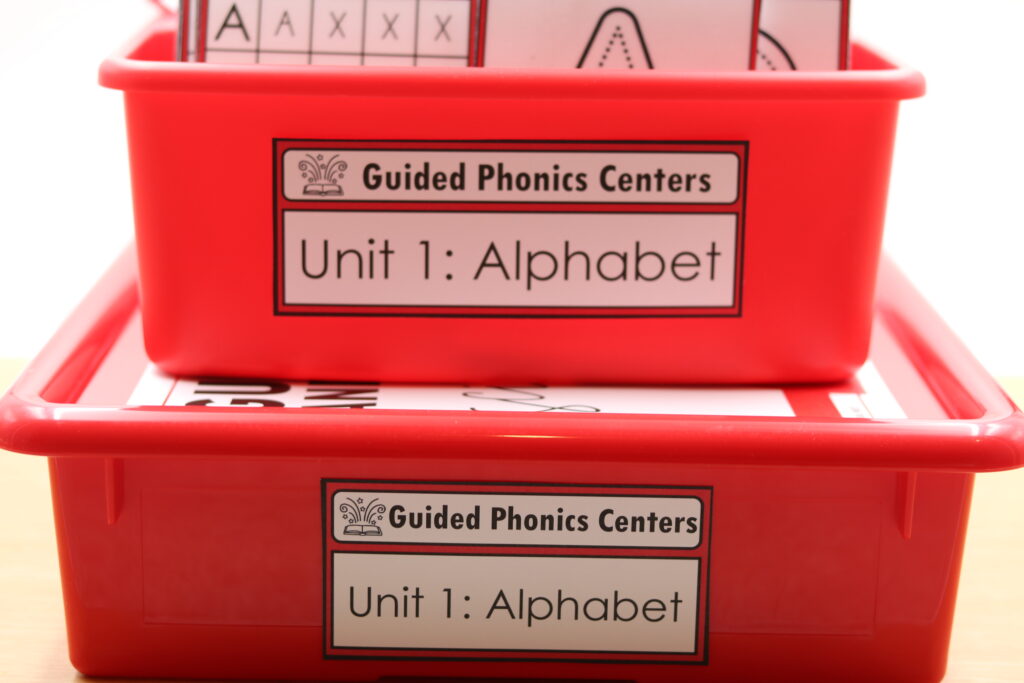 A A X X X
A
Guided Phonics Centers
Unit 1: Alphabet
Guided Phonics Centers
Unit 1: Alphabet